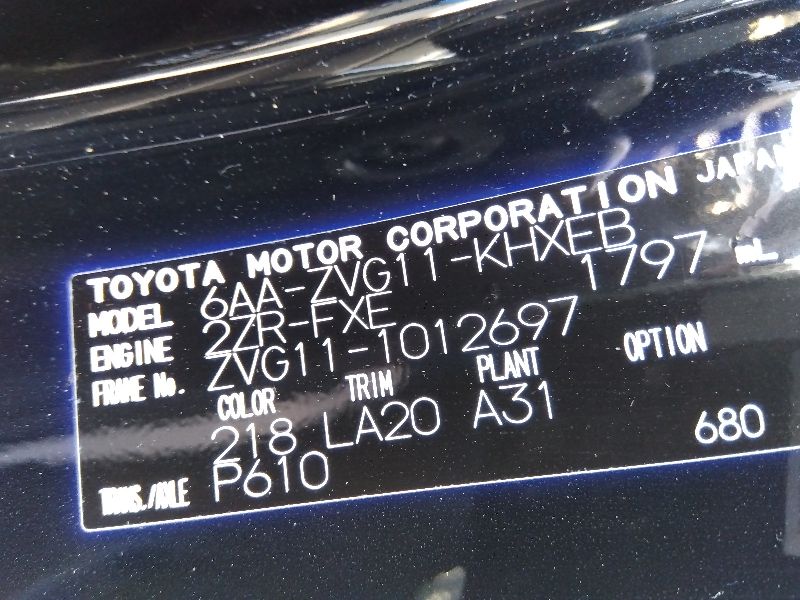 TOYOTA MOTOR CORPORATION JAPAN
MODEL 6AA-ZVG11-KHXEB
ENGINE 2ZR-FXE 1797 mL
FRAME No. ZVG11-1012697
COLOR TRIM PLANT OPTION
218 LA20 A31
TRANS./AXLE P610 680